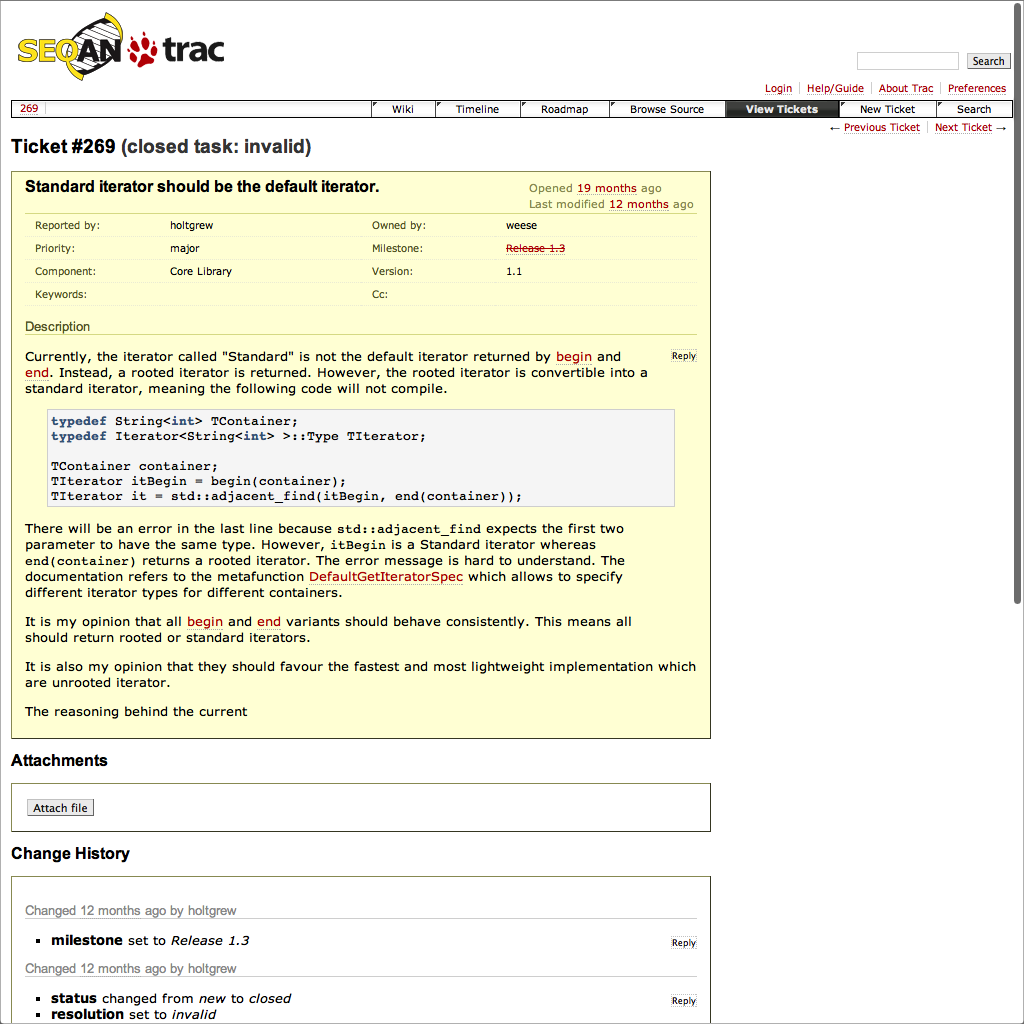 SEQAN trac
Search
Login Help/Guide About Trac Preferences
269 Wiki Timeline Roadmap Browse Source View Tickets New Ticket Search
← Previous Ticket Next Ticket →
Ticket #269 (closed task: invalid)
Standard iterator should be the default iterator.
Opened 19 months ago
Last modified 12 months ago
Reported by: holtgrew Owned by: weese
Priority: major Milestone: Release 1.3
Component: Core Library Version: 1.1
Keywords: Cc:
Description
Reply
Currently, the iterator called "Standard" is not the default iterator returned by begin and
end. Instead, a rooted iterator is returned. However, the rooted iterator is convertible into a
standard iterator, meaning the following code will not compile.
typedef String<int> TContainer;
typedef Iterator<String<int> >::Type TIterator;
TContainer container;
TIterator itBegin = begin(container);
TIterator it = std::adjacent_find(itBegin, end(container));
There will be an error in the last line because std::adjacent_find expects the first two
parameter to have the same type. However, itBegin is a Standard iterator whereas
end(container) returns a rooted iterator. The error message is hard to understand. The
documentation refers to the metafunction DefaultGetIteratorSpec which allows to specify
different iterator types for different containers.
It is my opinion that all begin and end variants should behave consistently. This means all
should return rooted or standard iterators.
It is also my opinion that they should favour the fastest and most lightweight implementation which
are unrooted iterator.
The reasoning behind the current
Attachments
Attach file
Change History
Changed 12 months ago by holtgrew
▪ milestone set to Release 1.3
Reply
Changed 12 months ago by holtgrew
▪ status changed from new to closed
Reply
▪ resolution set to invalid